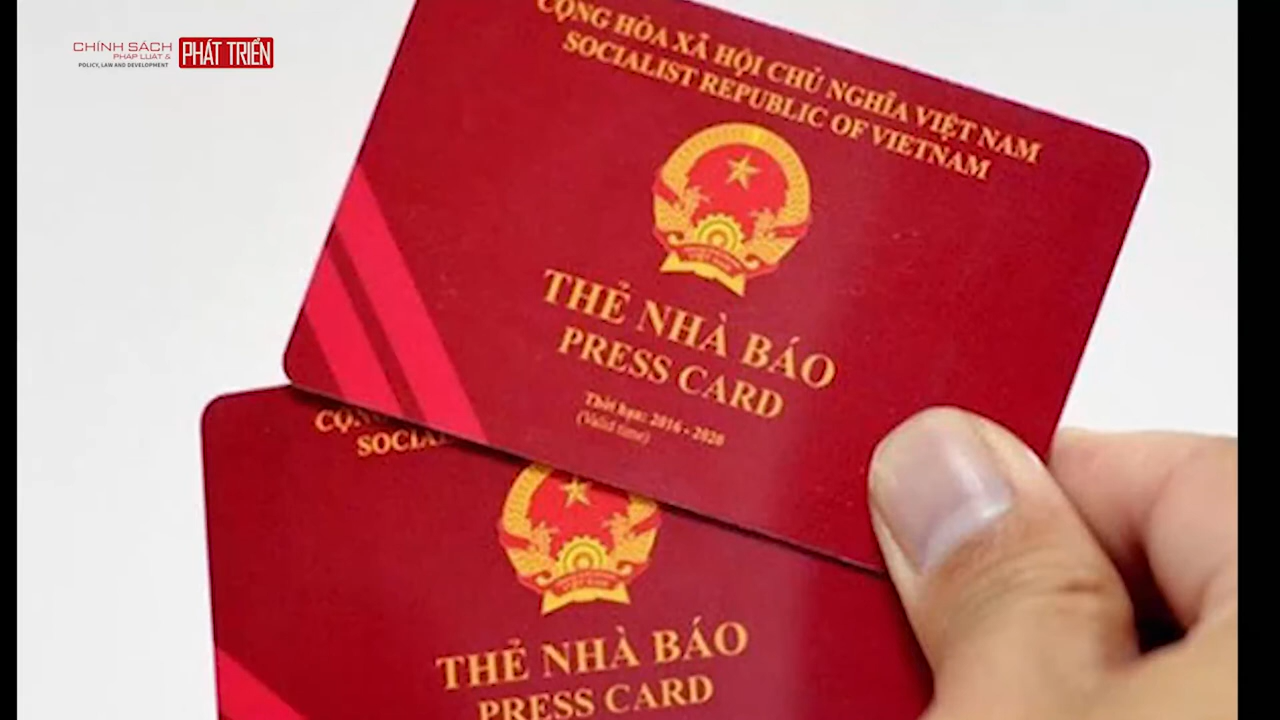 CHÍNH SÁCH
PHÁP LUẬT &
PHÁT TRIỂN
POLICY, LAW AND DEVELOPMENT
CỘNG HÒA XÃ HỘI CHỦ NGHĨA VIỆT NAM
SOCIALIST REPUBLIC OF VIETNAM
THẺ NHÀ BÁO
PRESS CARD
Thời hạn: 2016 - 2020
(Valid time)
CỘN
SOCIAL
THẺ NHÀ BÁO
PRESS CARD